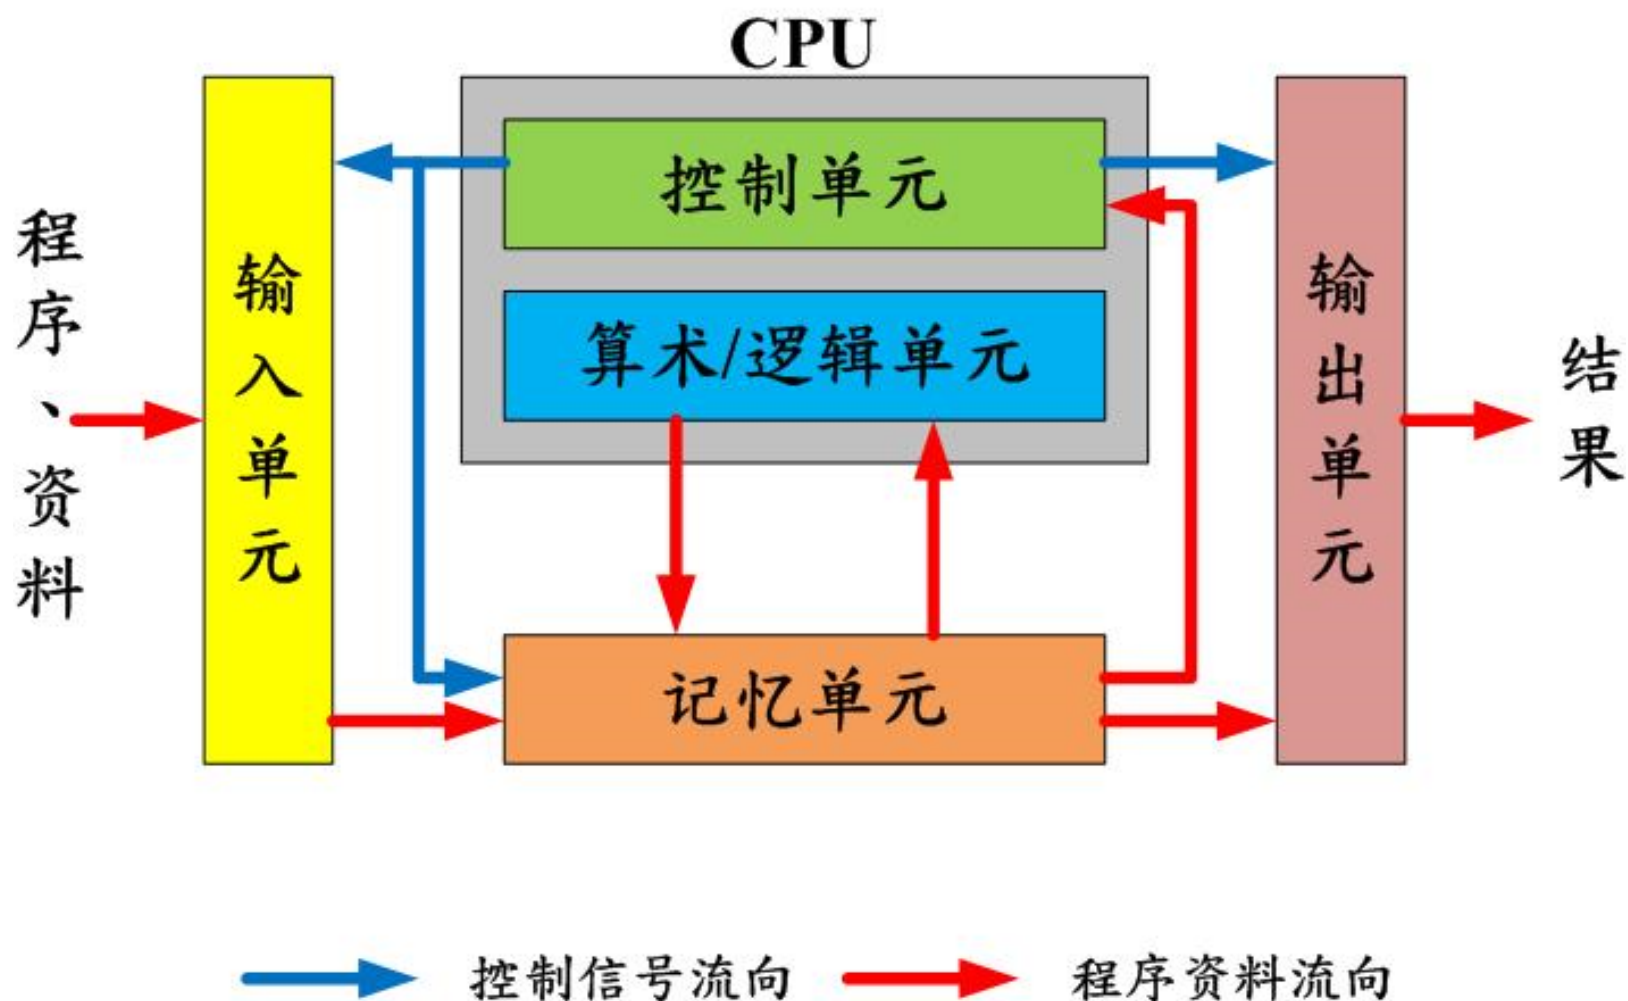 CPU
程序、资料
输入单元
控制单元
算术/逻辑单元
记忆单元
输出单元
结果
控制信号流向
程序资料流向